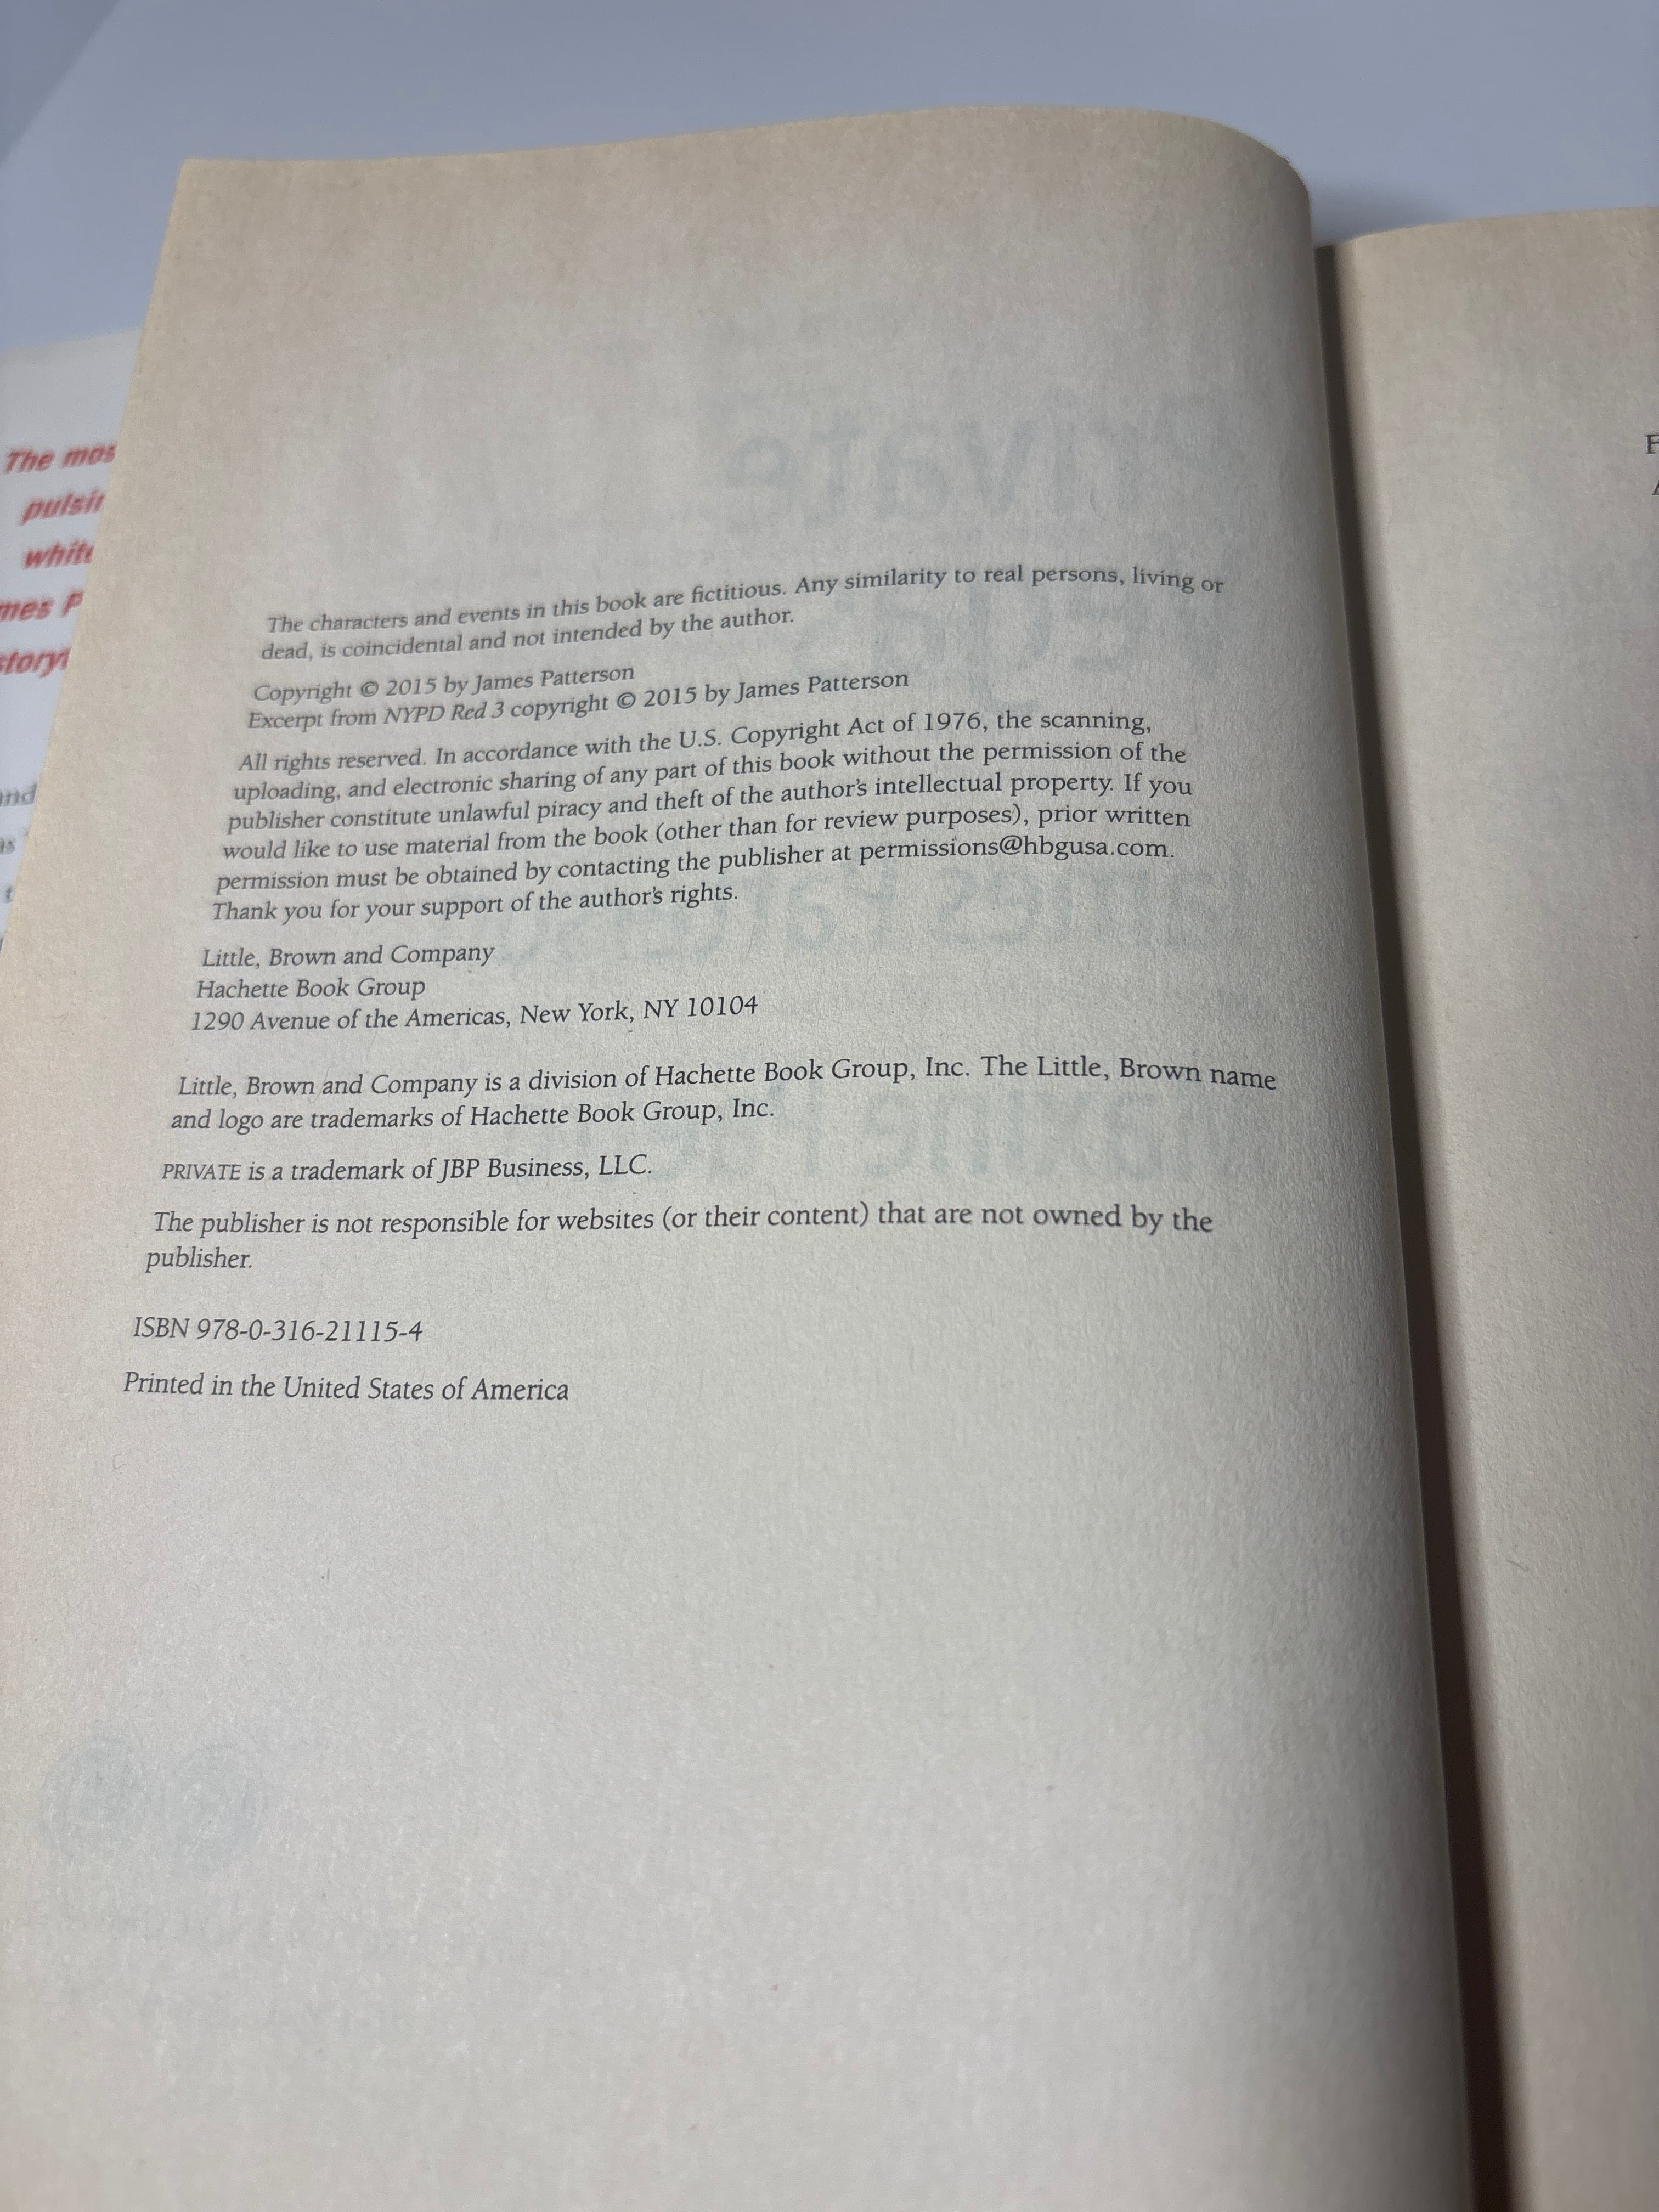 The mos
pulsin
white
mes P
story
and
as
t
The characters and events in this book are fictitious. Any similarity to real persons, living or
dead, is coincidental and not intended by the author.
Copyright © 2015 by James Patterson
Excerpt from NYPD Red 3 copyright © 2015 by James Patterson
All rights reserved. In accordance with the U.S. Copyright Act of 1976, the scanning,
uploading, and electronic sharing of any part of this book without the permission of the
publisher constitute unlawful piracy and theft of the author's intellectual property. If you
would like to use material from the book (other than for review purposes), prior written
permission must be obtained by contacting the publisher at permissions@hbgusa.com.
Thank you for your support of the author's rights.
Little, Brown and Company
Hachette Book Group
1290 Avenue of the Americas, New York, NY 10104
Little, Brown and Company is a division of Hachette Book Group, Inc. The Little, Brown name
and logo are trademarks of Hachette Book Group, Inc.
PRIVATE is a trademark of JBP Business, LLC.
The publisher is not responsible for websites (or their content) that are not owned by the
publisher.
ISBN 978-0-316-21115-4
Printed in the United States of America
F